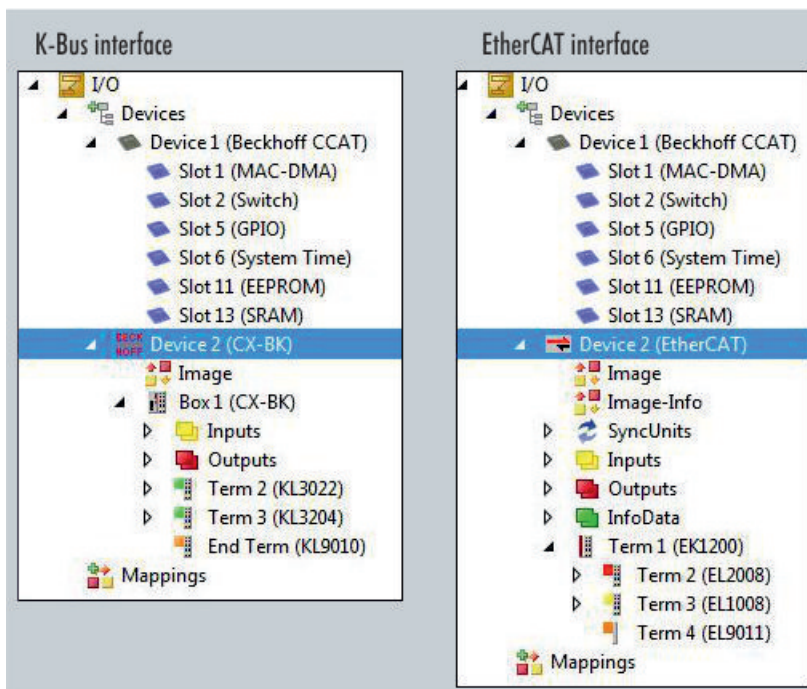 K-Bus interface
I/O
Devices
Device 1 (Beckhoff CCAT)
Slot 1 (MAC-DMA)
Slot 2 (Switch)
Slot 5 (GPIO)
Slot 6 (System Time)
Slot 11 (EEPROM)
Slot 13 (SRAM)
BECK
HOFF
Device 2 (CX-BK)
Image
Box 1 (CX-BK)
Inputs
Outputs
Term 2 (KL3022)
Term 3 (KL3204)
End Term (KL9010)
Mappings
EtherCAT interface
I/O
Devices
Device 1 (Beckhoff CCAT)
Slot 1 (MAC-DMA)
Slot 2 (Switch)
Slot 5 (GPIO)
Slot 6 (System Time)
Slot 11 (EEPROM)
Slot 13 (SRAM)
Device 2 (EtherCAT)
Image
Image-Info
SyncUnits
Inputs
Outputs
InfoData
Term 1 (EK1200)
Term 2 (EL2008)
Term 3 (EL1008)
Term 4 (EL9011)
Mappings